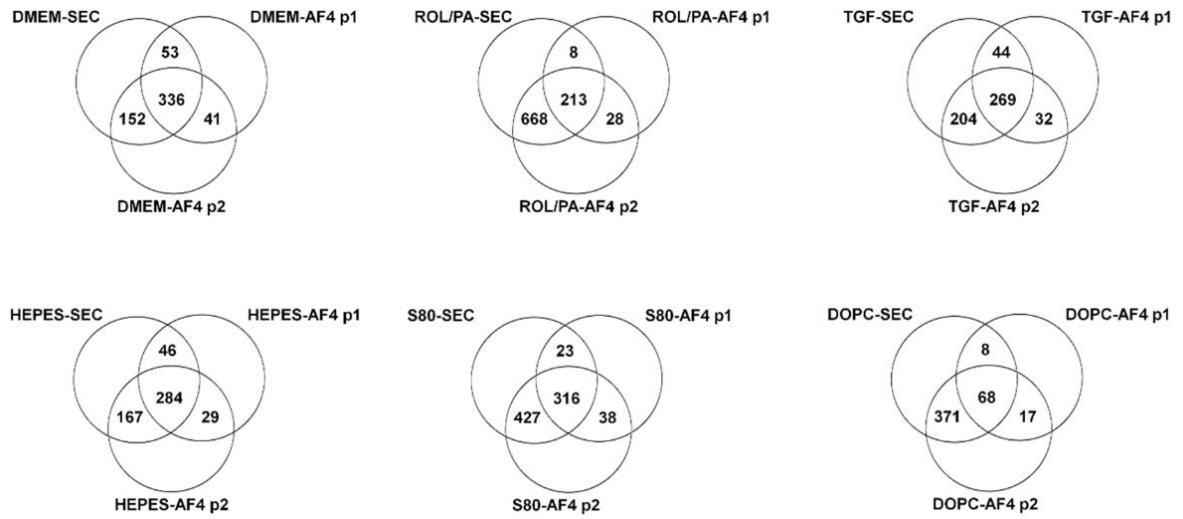 DMEM-SEC DMEM-AF4 p1
53
336
152 41
DMEM-AF4 p2
ROL/PA-SEC ROL/PA-AF4 p1
8
213
668 28
ROL/PA-AF4 p2
TGF-SEC TGF-AF4 p1
44
269
204 32
TGF-AF4 p2
HEPES-SEC HEPES-AF4 p1
46
284
167 29
HEPES-AF4 p2
S80-SEC S80-AF4 p1
23
316
427 38
S80-AF4 p2
DOPC-SEC DOPC-AF4 p1
8
68
371 17
DOPC-AF4 p2